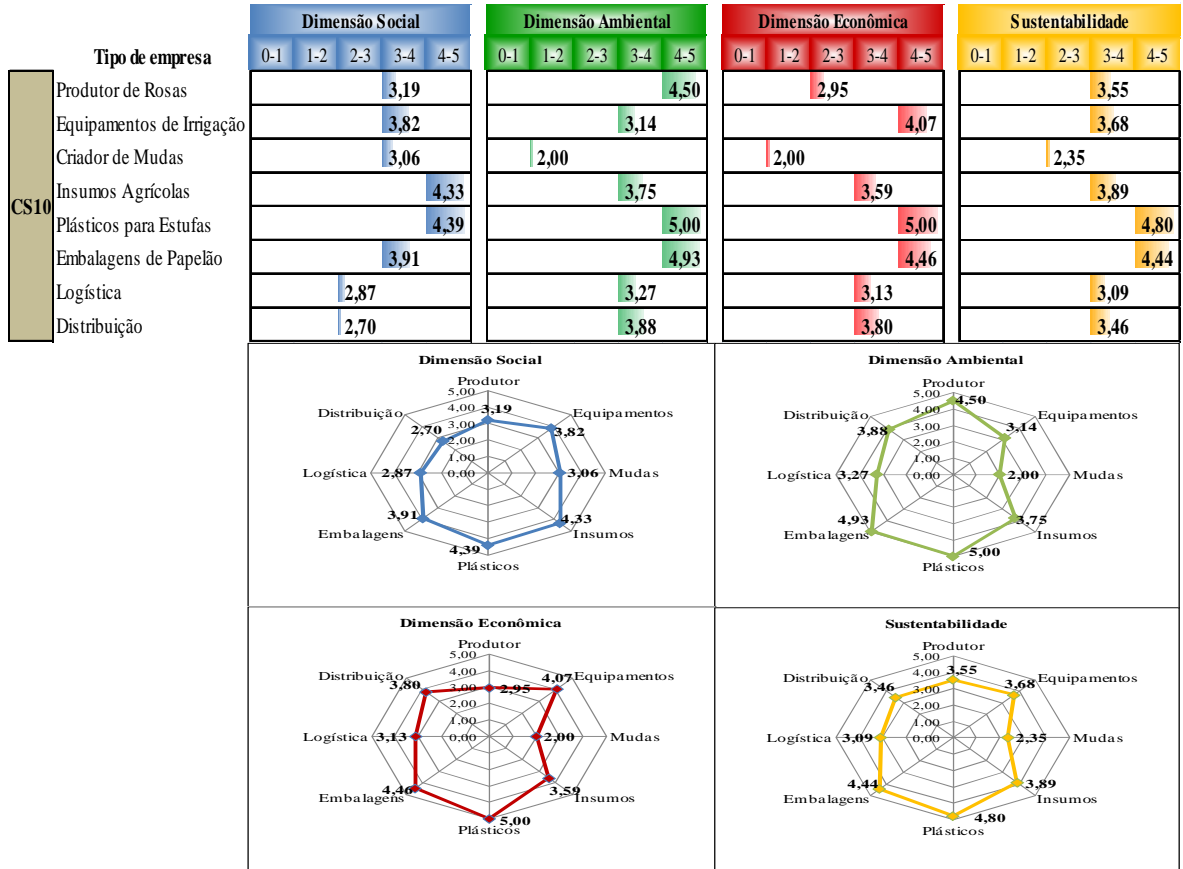 Dimensão Social Dimensão Ambiental Dimensão Econômica Sustentabilidade
Tipo de empresa 0-1 1-2 2-3 3-4 4-5 0-1 1-2 2-3 3-4 4-5 0-1 1-2 2-3 3-4 4-5 0-1 1-2 2-3 3-4 4-5
CS10
Produtor de Rosas 3,19 4,50 2,95 3,55
Equipamentos de Irrigação 3,82 3,14 4,07 3,68
Criador de Mudas 3,06 2,00 2,00 2,35
Insumos Agrícolas 4,33 3,75 3,59 3,89
Plásticos para Estufas 4,39 5,00 5,00 4,80
Embalagens de Papelão 3,91 4,93 4,46 4,44
Logística 2,87 3,27 3,13 3,09
Distribuição 2,70 3,88 3,80 3,46
Dimensão Social
Produtor
5,00
4,00
3,00
2,00
1,00
0,00
Equipamentos
Mudas
Insumos
Plásticos
Embalagens
Logística
Distribuição
3,19
3,82
3,06
4,33
4,39
3,91
2,87
2,70
Dimensão Ambiental
Produtor
5,00
4,00
3,00
2,00
1,00
0,00
Equipamentos
Mudas
Insumos
Plásticos
Embalagens
Logística
Distribuição
4,50
3,14
2,00
3,75
5,00
4,93
3,27
3,88
Dimensão Econômica
Produtor
5,00
4,00
3,00
2,00
1,00
0,00
Equipamentos
Mudas
Insumos
Plásticos
Embalagens
Logística
Distribuição
2,95
4,07
2,00
3,59
5,00
4,46
3,13
3,80
Sustentabilidade
Produtor
5,00
4,00
3,00
2,00
1,00
0,00
Equipamentos
Mudas
Insumos
Plásticos
Embalagens
Logística
Distribuição
3,55
3,68
2,35
3,89
4,80
4,44
3,09
3,46